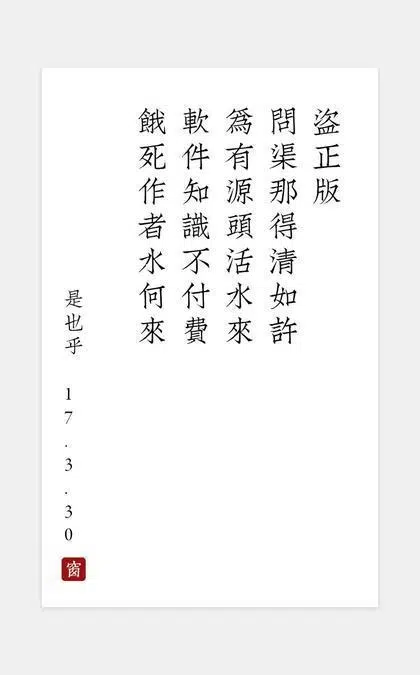 盜正版
問渠那得清如許
爲有源頭活水來
軟件知識不付費
餓死作者水何來
是也乎 17.3.30
窗